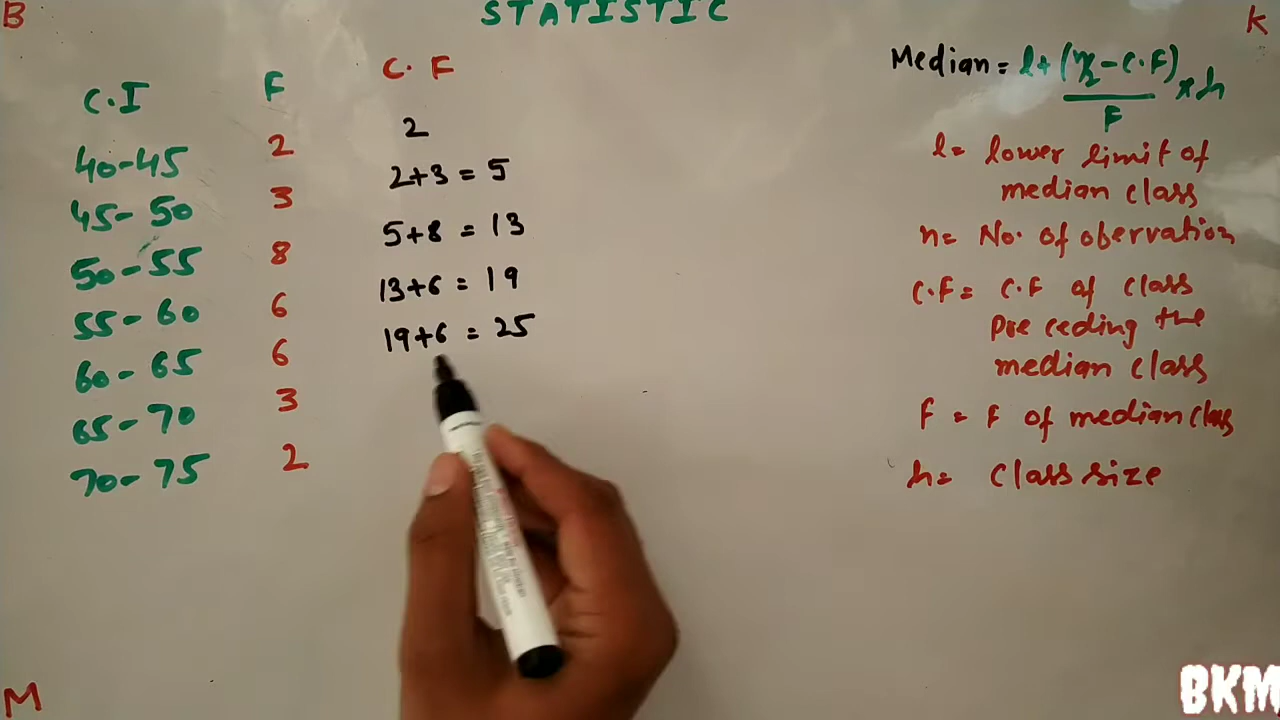 B STATISTIC K
C.I F C.F
40-45 2 2
45-50 3 2+3 = 5
50-55 8 5+8 = 13
55-60 6 13+6 = 19
60-65 6 19+6 = 25
65-70 3
70-75 2
Median = l+(n/2-C.F)
F ×h
l= lower limit of
median class
n= No. of obervation
C.F= C.F of class
Pre ceding the
median class
F = F of median class
h= Class size
M BKM